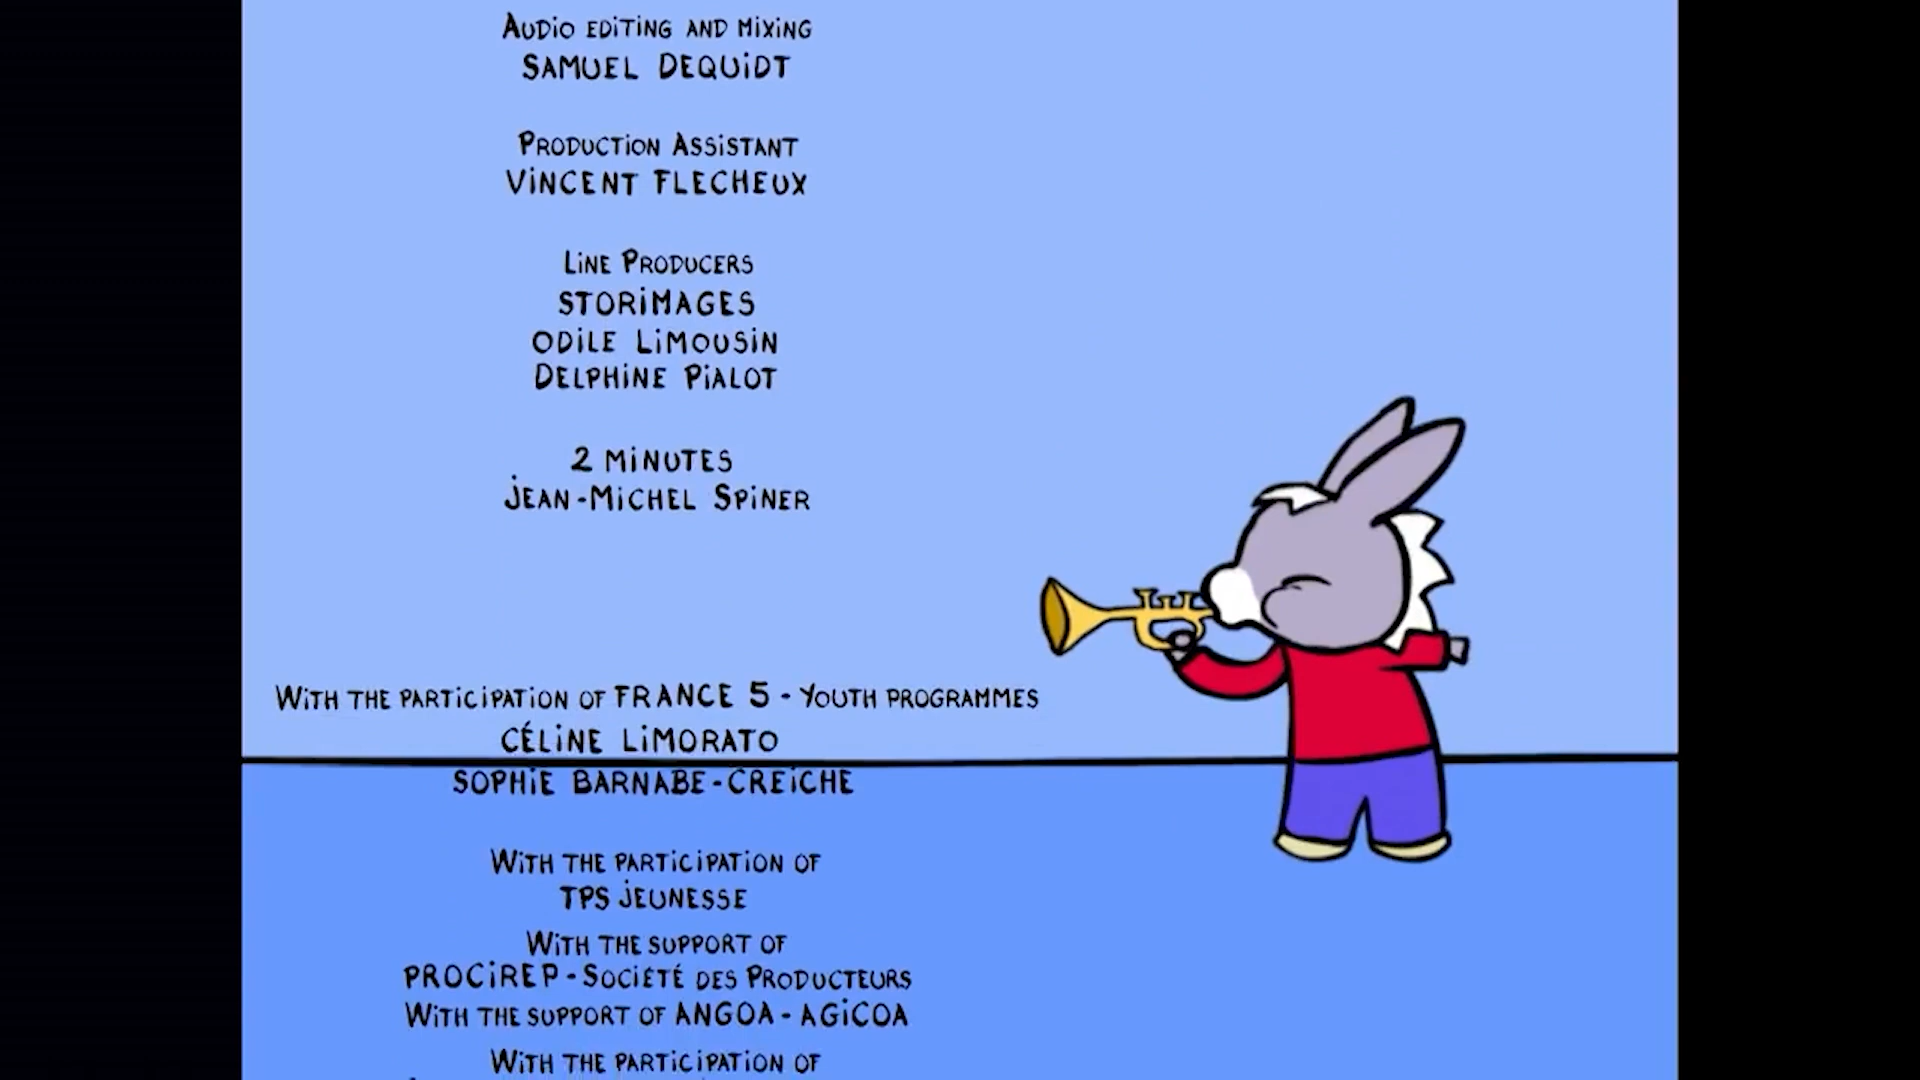 Audio editing and mixing
SAMUEL DEQUIDT
Production Assistant
VINCENT FLECHEUX
Line Producers
STORIMAGES
ODILE LIMOUSIN
DELPHINE PIALOT
2 MINUTES
JEAN-MICHEL SPINER
With the participation of FRANCE 5 - Youth programmes
CÉLINE LIMORATO
SOPHIE BARNABE-CREICHE
With the participation of
TPS JEUNESSE
With the support of
PROCIREP - Société des Producteurs
With the support of ANGOA - AGICOA
With the participation of